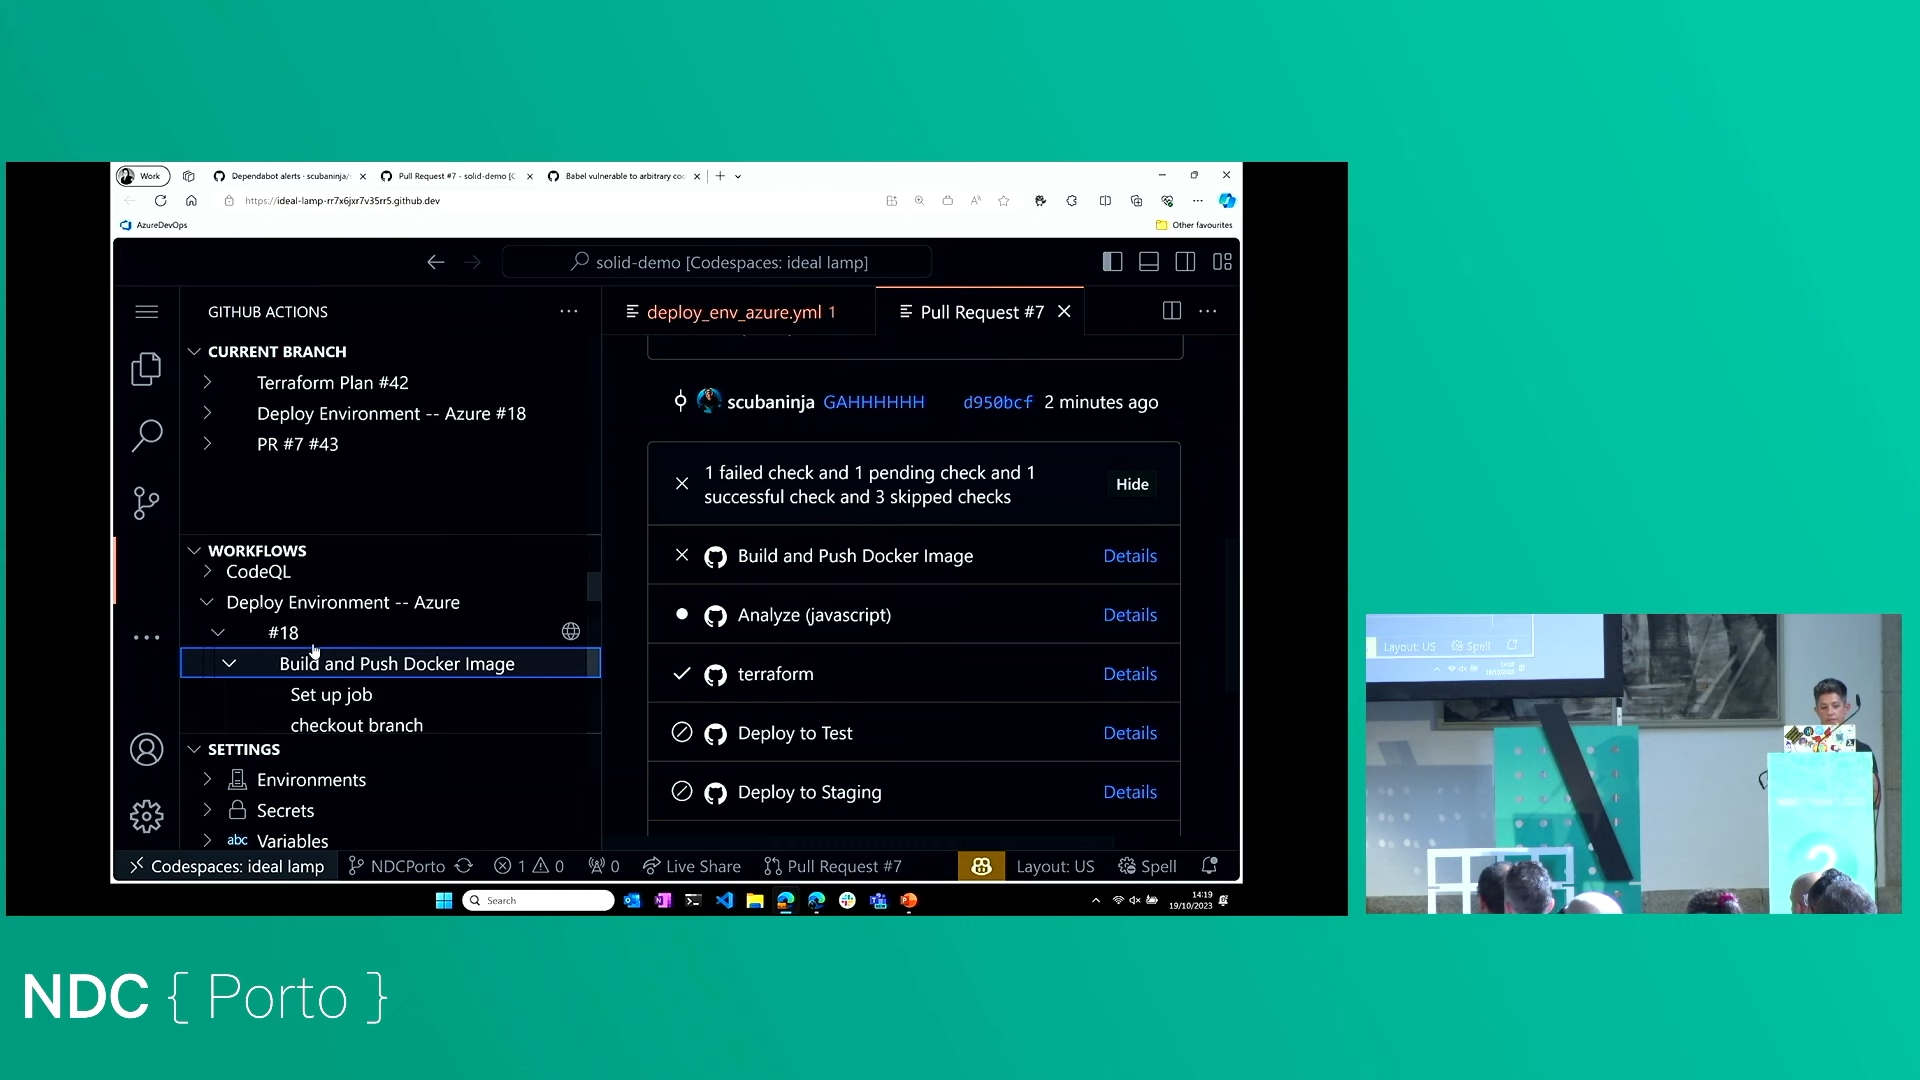 Work
Dependabot alerts · scubaninja/
Pull Request #7 - solid-demo [C
Babel vulnerable to arbitrary co
https://ideal-lamp-rr7x6jxr7v35rr5.github.dev
AzureDevOps
Other favourites
solid-demo [Codespaces: ideal lamp]
GITHUB ACTIONS
CURRENT BRANCH
Terraform Plan #42
Deploy Environment -- Azure #18
PR #7 #43
WORKFLOWS
CodeQL
Deploy Environment -- Azure
#18
Build and Push Docker Image
Set up job
checkout branch
SETTINGS
Environments
Secrets
abc Variables
deploy_env_azure.yml 1
Pull Request #7
scubaninja GAHHHHHH d950bcf 2 minutes ago
1 failed check and 1 pending check and 1
successful check and 3 skipped checks
Hide
Build and Push Docker Image Details
Analyze (javascript) Details
terraform Details
Deploy to Test Details
Deploy to Staging Details
Codespaces: ideal lamp NDCPorto 1 0 0 Live Share Pull Request #7 Layout: US Spell
Search
14:19
19/10/2023
Layout: US Spell
2
NDC { Porto }